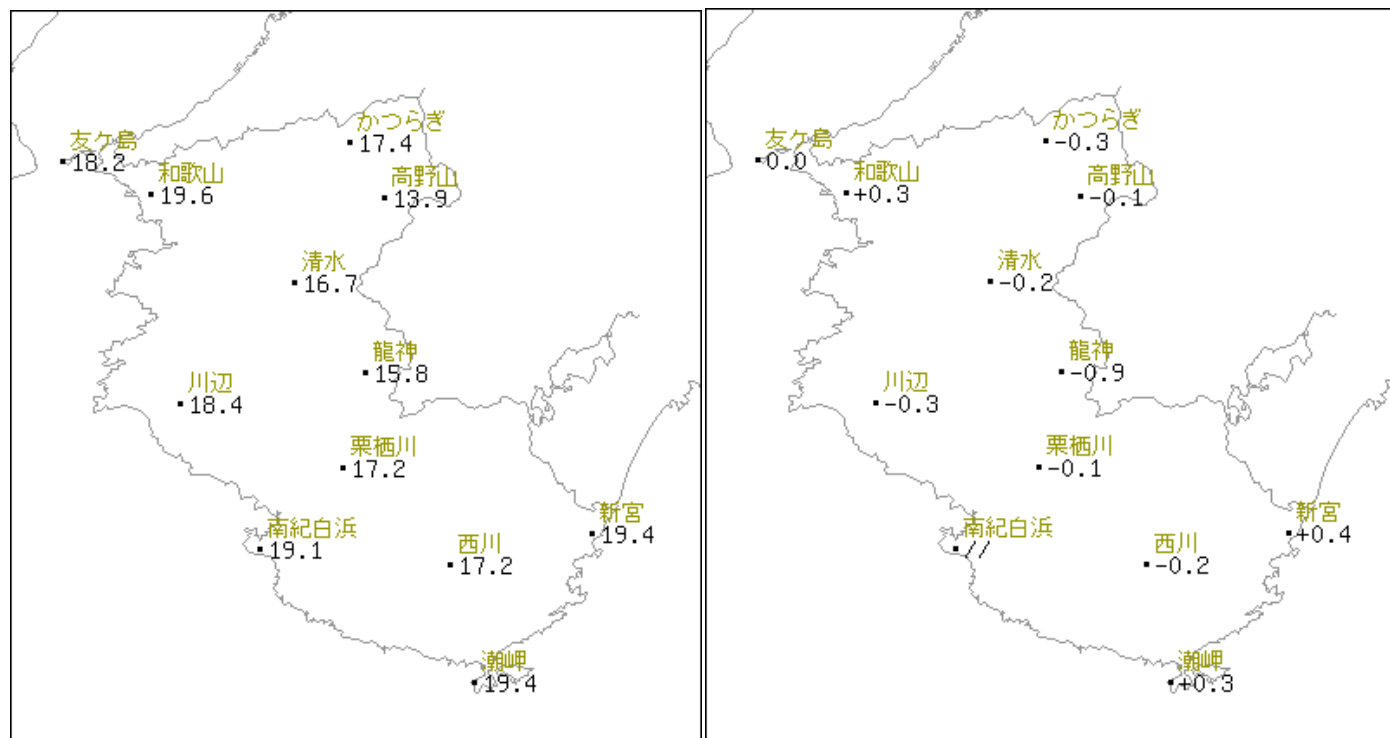 かつらぎ
17.4
友ケ島
18.2
和歌山
19.6
高野山
13.9
清水
16.7
龍神
15.8
川辺
18.4
栗栖川
17.2
新宮
19.4
南紀白浜
19.1
西川
17.2
潮岬
19.4
かつらぎ
-0.3
友ケ島
0.0
和歌山
+0.3
高野山
-0.1
清水
-0.2
龍神
-0.9
川辺
-0.3
栗栖川
-0.1
新宮
+0.4
南紀白浜
//
西川
-0.2
潮岬
+0.3